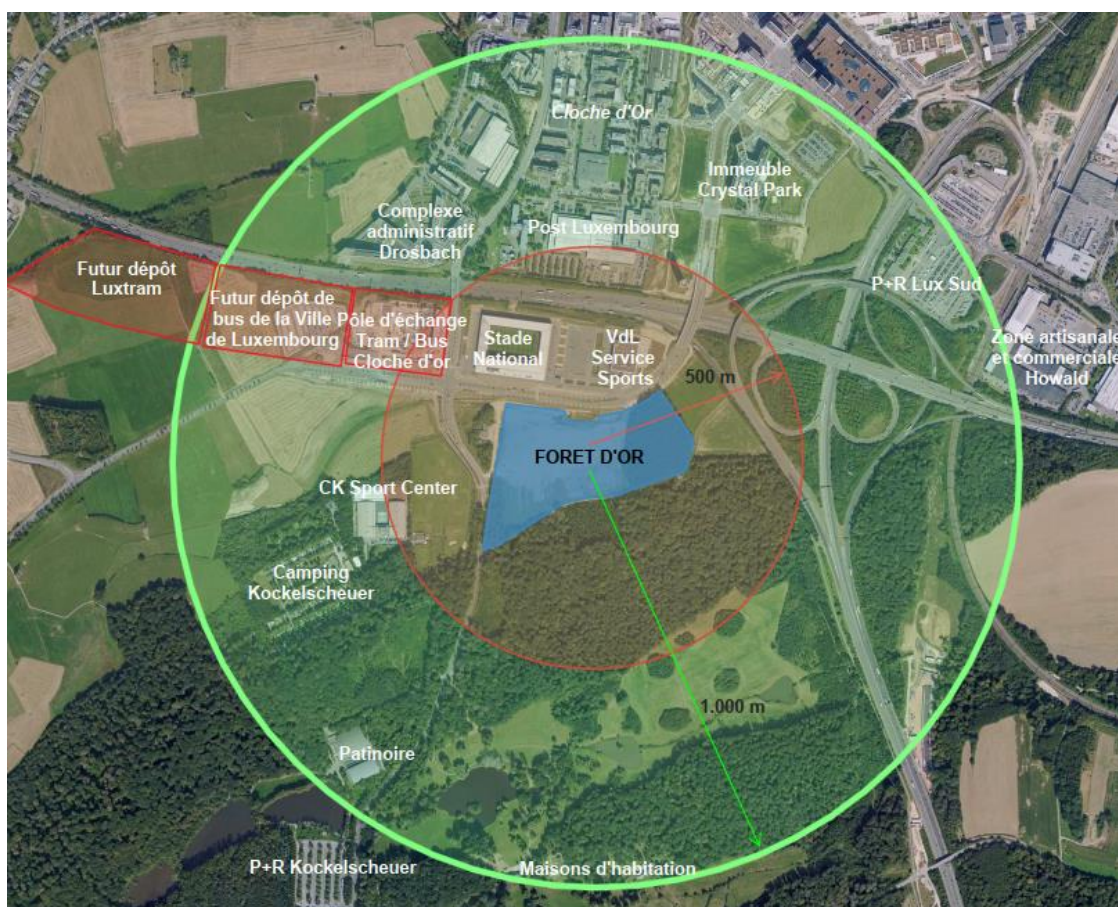 Cloche d'Or
Immeuble
Crystal Park
Complexe
administratif
Drosbach
Post Luxembourg
Futur dépôt
Luxtram
Futur dépôt de
bus de la Ville
de Luxembourg
Pôle d'échange
Tram / Bus
Cloche d'or
Stade
National
VdL
Service
Sports
P+R Lux Sud
Zone artisanale
et commerciale
Howald
500 m
FORET D'OR
CK Sport Center
Camping
Kockelscheuer
1.000 m
Patinoire
P+R Kockelscheuer
Maisons d'habitation